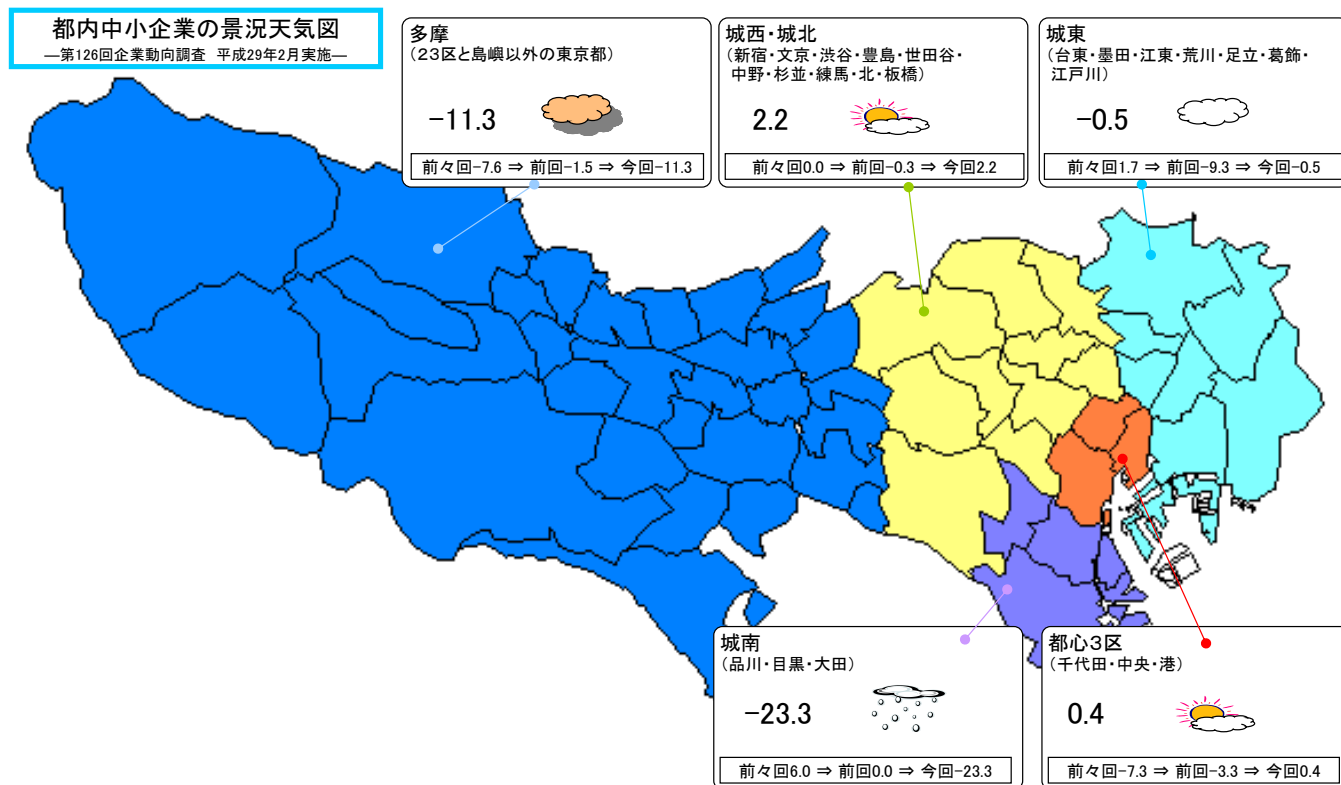 都内中小企業の景況天気図
―第126回企業動向調査 平成29年2月実施―
多摩
(23区と島嶼以外の東京都)
-11.3
前々回-7.6 ⇒ 前回-1.5 ⇒ 今回-11.3
城西・城北
(新宿・文京・渋谷・豊島・世田谷・
中野・杉並・練馬・北・板橋)
2.2
前々回0.0 ⇒ 前回-0.3 ⇒ 今回2.2
城東
(台東・墨田・江東・荒川・足立・葛飾・
江戸川)
-0.5
前々回1.7 ⇒ 前回-9.3 ⇒ 今回-0.5
城南
(品川・目黒・大田)
-23.3
前々回6.0 ⇒ 前回0.0 ⇒ 今回-23.3
都心3区
(千代田・中央・港)
0.4
前々回-7.3 ⇒ 前回-3.3 ⇒ 今回0.4